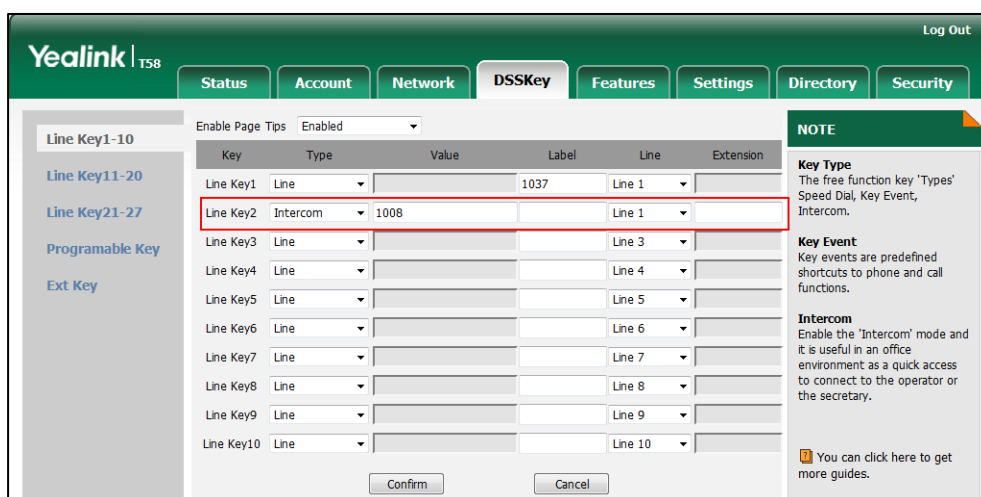 Log Out
Yealink T58
Status Account Network DSSKey Features Settings Directory Security
Line Key1-10
Line Key11-20
Line Key21-27
Programable Key
Ext Key
Enable Page Tips Enabled
Key Type Value Label Line Extension
Line Key1 Line 1037 Line 1
Line Key2 Intercom 1008 Line 1
Line Key3 Line Line 3
Line Key4 Line Line 4
Line Key5 Line Line 5
Line Key6 Line Line 6
Line Key7 Line Line 7
Line Key8 Line Line 8
Line Key9 Line Line 9
Line Key10 Line Line 10
Confirm Cancel
NOTE
Key Type
The free function key 'Types'
Speed Dial, Key Event,
Intercom.
Key Event
Key events are predefined
shortcuts to phone and call
functions.
Intercom
Enable the 'Intercom' mode and
it is useful in an office
environment as a quick access
to connect to the operator or
the secretary.
? You can click here to get
more guides.